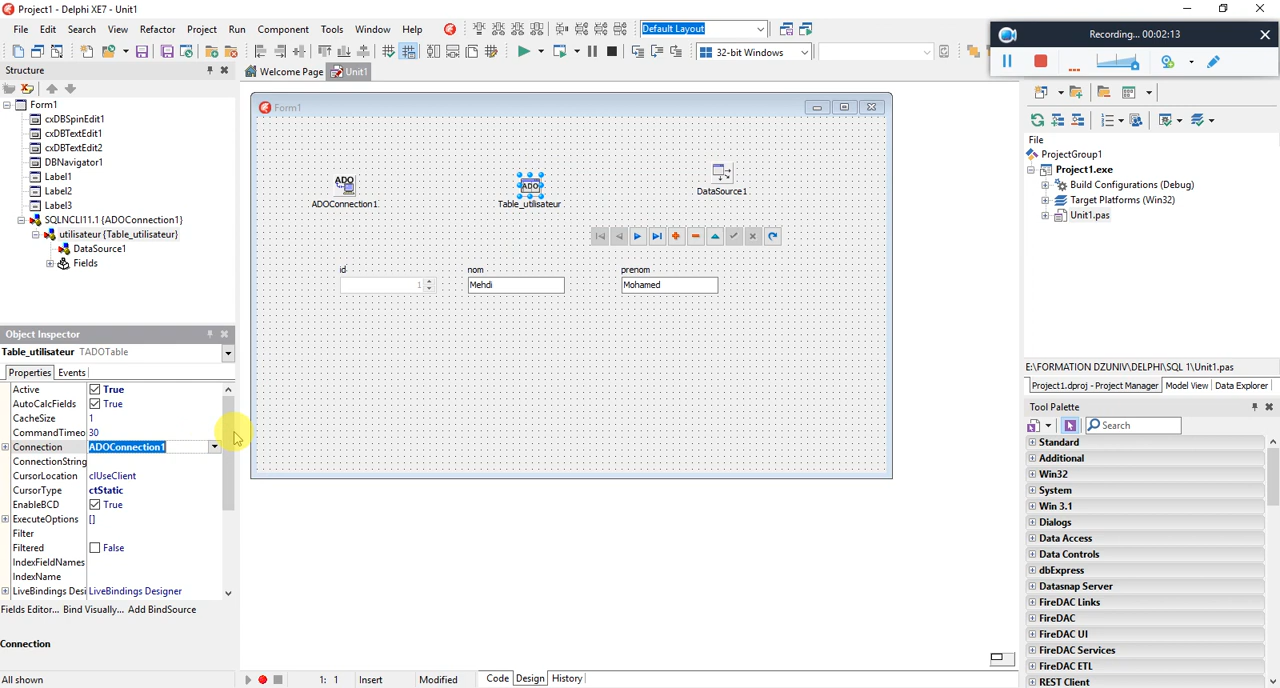 Project1 - Delphi XE7 - Unit1
File Edit Search View Refactor Project Run Component Tools Window Help
Default Layout
32-bit Windows
Recording... 00:02:13
Structure
Welcome Page
Unit1
Form1
cxDBSpinEdit1
cxDBTextEdit1
cxDBTextEdit2
DBNavigator1
Label1
Label2
Label3
SQLNCLI11.1 {ADOConnection1}
utilisateur {Table_utilisateur}
DataSource1
Fields
Form1
ADO
ADOConnection1
ADO
Table_utilisateur
DataSource1
id
nom
prenom
1
Mehdi
Mohamed
Object Inspector
Table_utilisateur TADOTable
Properties Events
Active True
AutoCalcFields True
CacheSize 1
CommandTimeo 30
Connection ADOConnection1
ConnectionString
CursorLocation clUseClient
CursorType ctStatic
EnableBCD True
ExecuteOptions []
Filter
Filtered False
IndexFieldNames
IndexName
LiveBindings Desi LiveBindings Designer
Fields Editor... Bind Visually... Add BindSource
Connection
All shown
1: 1 Insert Modified Code Design History
File
ProjectGroup1
Project1.exe
Build Configurations (Debug)
Target Platforms (Win32)
Unit1.pas
E:\FORMATION DZUNIV\DELPHI\SQL 1\Unit1.pas
Project1.dproj - Project Manager Model View Data Explorer
Tool Palette
Search
Standard
Additional
Win32
System
Win 3.1
Dialogs
Data Access
Data Controls
dbExpress
Datasnap Server
FireDAC Links
FireDAC
FireDAC UI
FireDAC Services
FireDAC ETL
REST Client